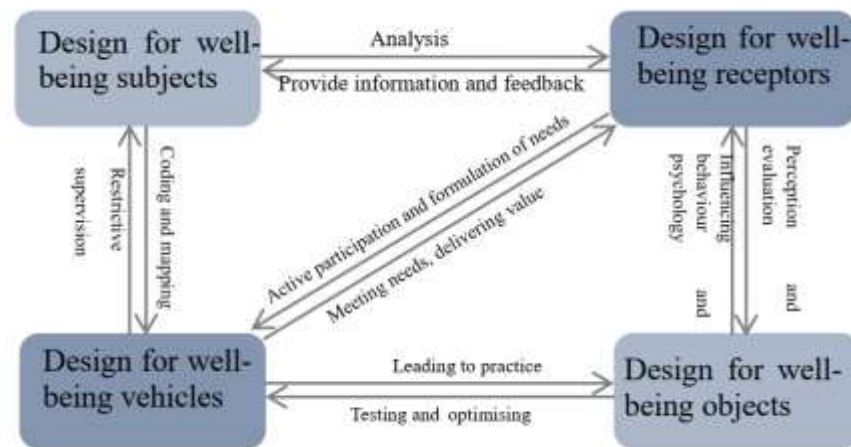 Design for well-
being subjects
Analysis
Provide information and feedback
Design for well-
being receptors
Restrictive
supervision
Coding and mapping
Active participation and formulation of needs
Meeting needs, delivering value
Influencing and
behaviour
psychology
Perception and
evaluation
Design for well-
being vehicles
Leading to practice
Testing and optimising
Design for well-
being objects